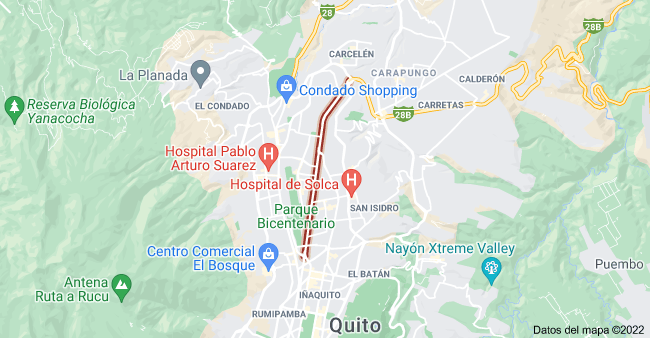 28
28B
CARCELÉN
La Planada
CARAPUNGO
CALDERÓN
Condado Shopping
EL CONDADO
Reserva Biológica
Yanacocha
CARRETAS
28B
Hospital Pablo
Arturo Suarez
Hospital de Solca
Parque
Bicentenario
SAN ISIDRO
Centro Comercial
El Bosque
Nayón Xtreme Valley
Puembo
EL BATÁN
Antena
Ruta a Rucu
IÑAQUITO
RUMIPAMBA
Quito
Datos del mapa ©2022